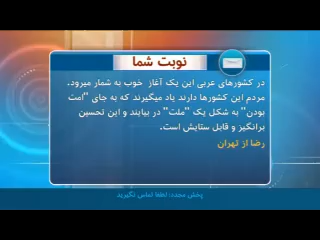 نوبت شما
در کشورهای عربی این یک آغاز خوب به شمار میرود.
مردم این کشورها دارند یاد میگیرند که به جای "امت
بودن" به شکل یک "ملت" در بیایند و این تحسین
برانگیز و قابل ستایش است.
رضا از تهران
پخش مجدد: لطفا تماس نگیرید